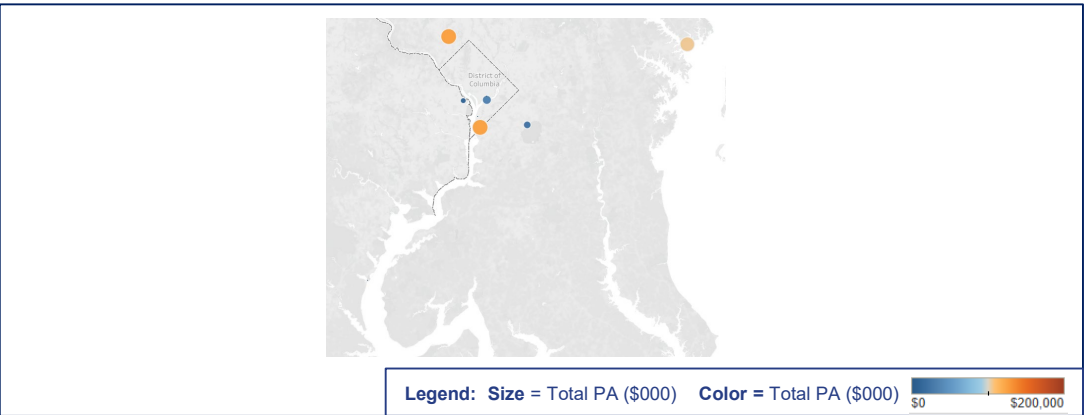 District of
Columbia
Legend: Size = Total PA ($000) Color = Total PA ($000)
$0 $200,000